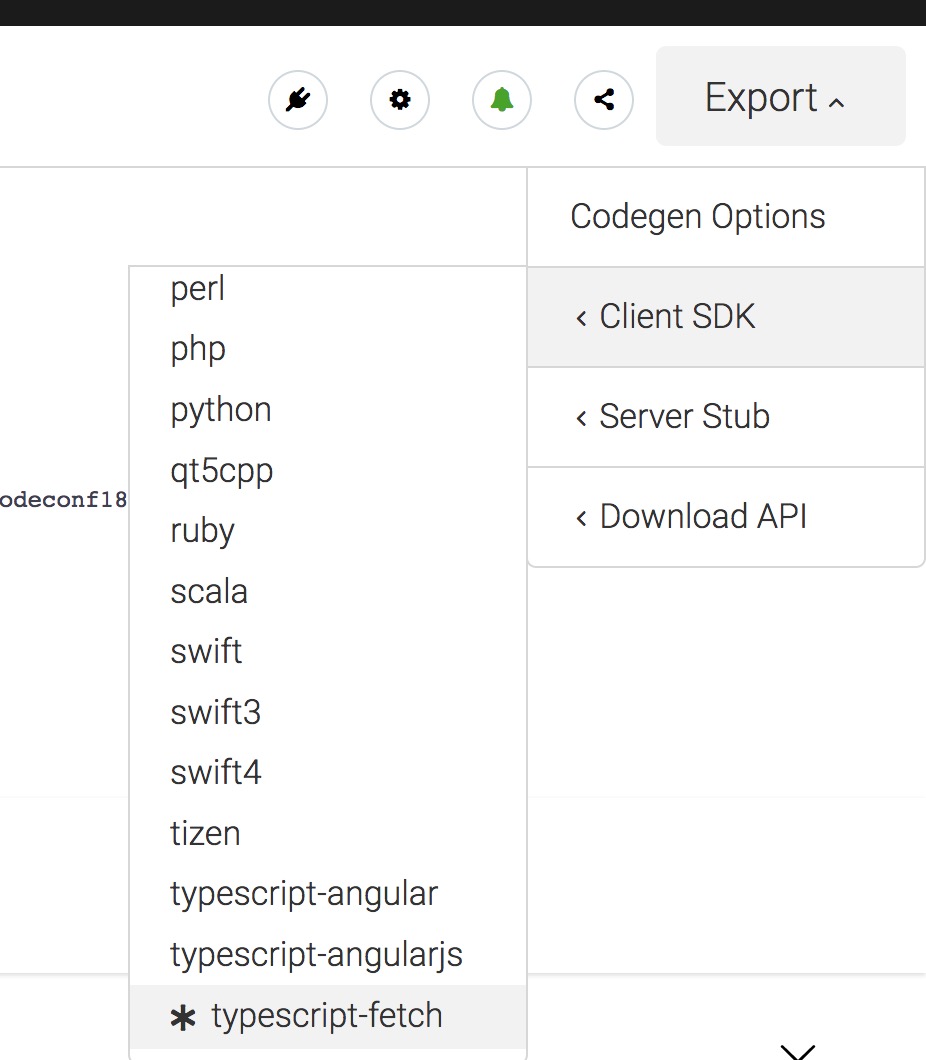 Export
Codegen Options
‹ Client SDK
‹ Server Stub
‹ Download API
perl
php
python
qt5cpp
ruby
scala
swift
swift3
swift4
tizen
typescript-angular
typescript-angularjs
* typescript-fetch
odeconf18